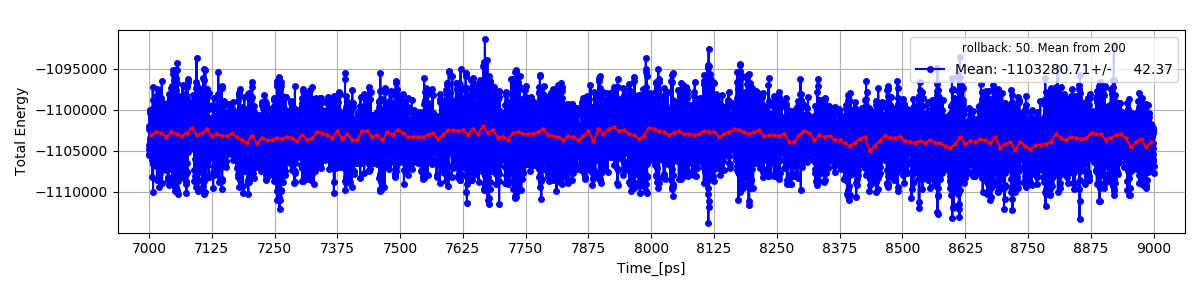 rollback: 50. Mean from 200
Mean: -1103280.71+/-     42.37
Total Energy
−1095000
−1100000
−1105000
−1110000
7000 7125 7250 7375 7500 7625 7750 7875 8000 8125 8250 8375 8500 8625 8750 8875 9000
Time_[ps]